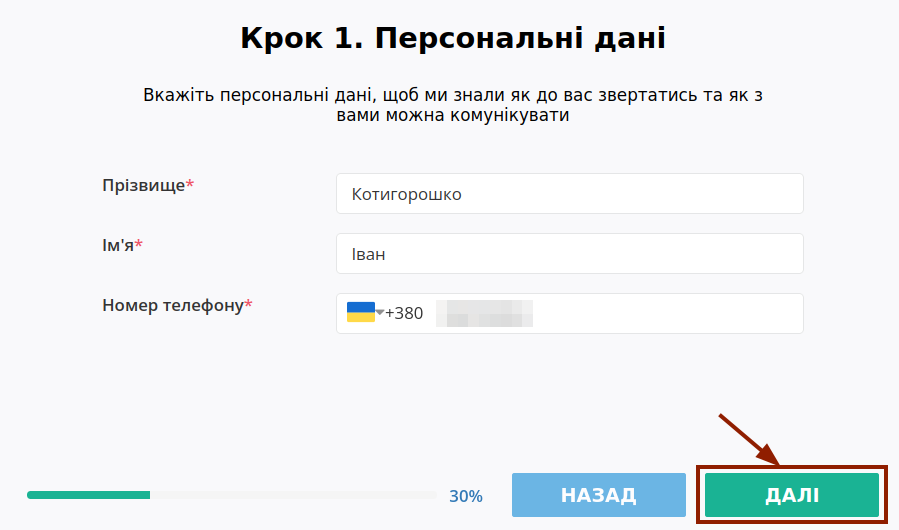 Крок 1. Персональні дані
Вкажіть персональні дані, щоб ми знали як до вас звертатись та як з
вами можна комунікувати
Прізвище*
Котигорошко
Ім'я*
Іван
Номер телефону*
+380
30%
НАЗАД
ДАЛІ